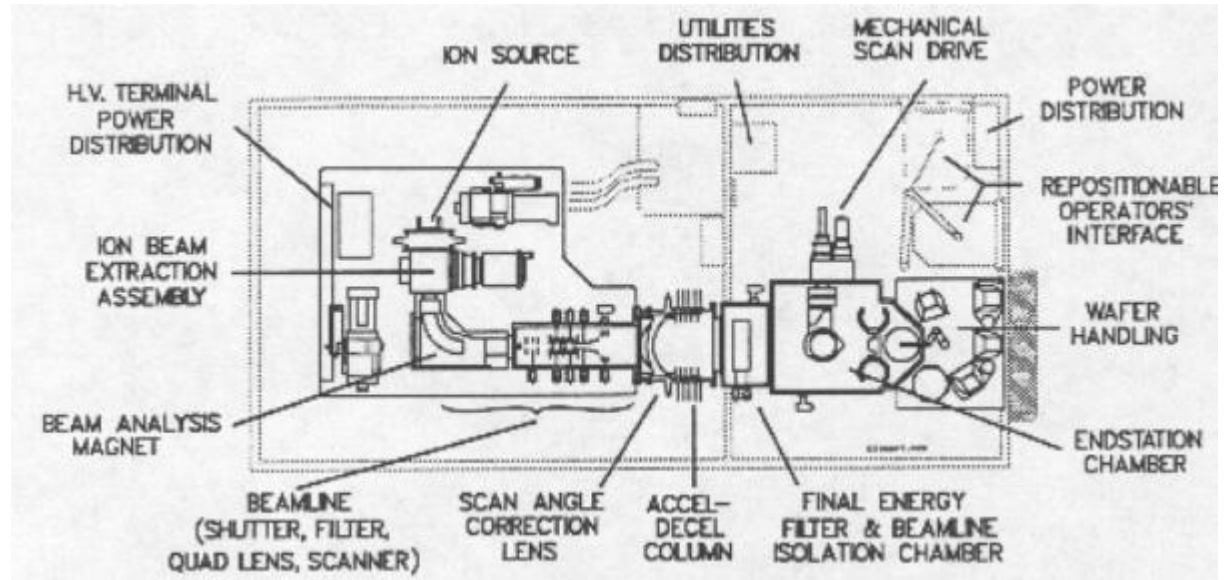 ION SOURCE
UTILITIES
DISTRIBUTION
MECHANICAL
SCAN DRIVE
H.V. TERMINAL
POWER
DISTRIBUTION
POWER
DISTRIBUTION
REPOSITIONABLE
OPERATORS'
INTERFACE
ION BEAM
EXTRACTION
ASSEMBLY
WAFER
HANDLING
BEAM ANALYSIS
MAGNET
ENDSTATION
CHAMBER
BEAMLINE
(SHUTTER, FILTER,
QUAD LENS, SCANNER)
SCAN ANGLE
CORRECTION
LENS
ACCEL-
DECEL
COLUMN
FINAL ENERGY
FILTER & BEAMLINE
ISOLATION CHAMBER